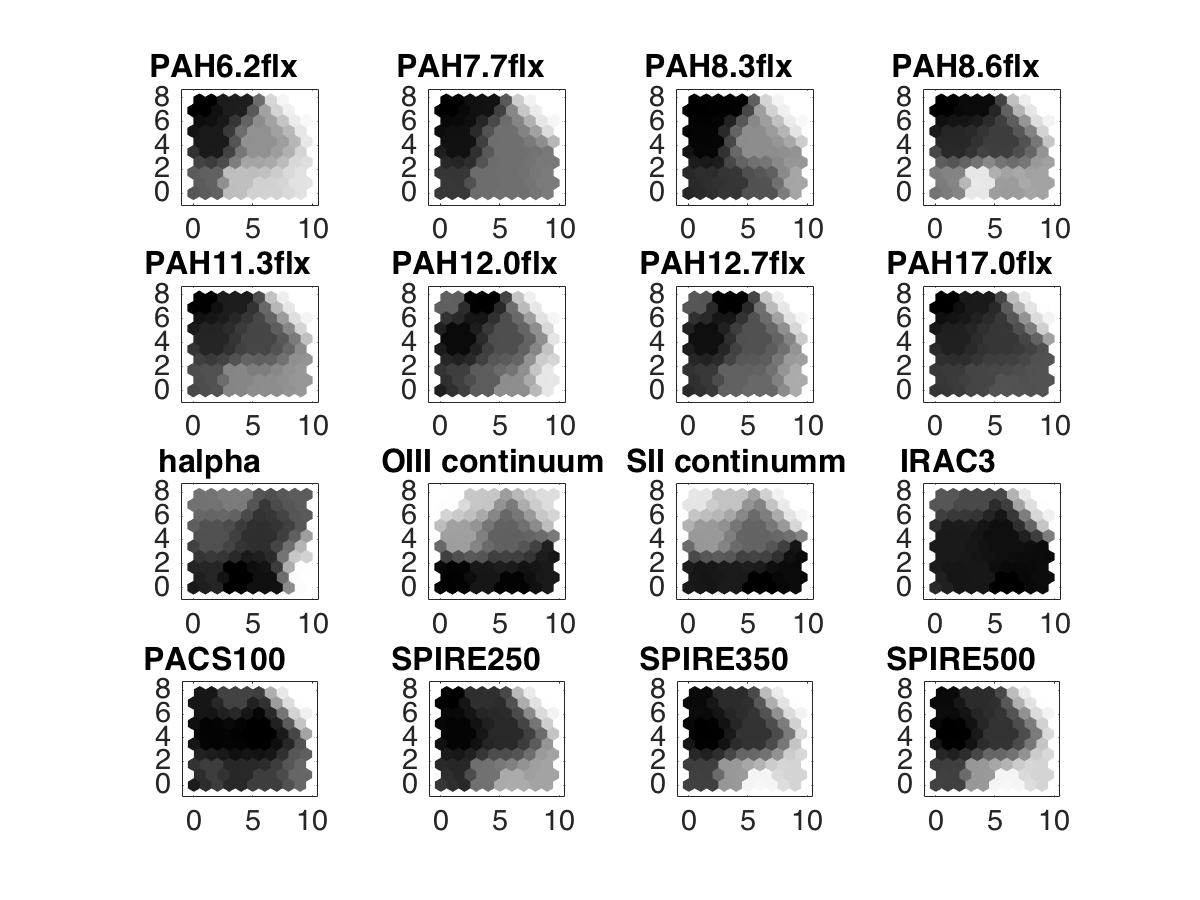 PAH6.2flx PAH7.7flx PAH8.3flx PAH8.6flx
8 8 8 8
6 6 6 6
4 4 4 4
2 2 2 2
0 0 0 0
0 5 10 0 5 10 0 5 10 0 5 10
PAH11.3flx PAH12.0flx PAH12.7flx PAH17.0flx
8 8 8 8
6 6 6 6
4 4 4 4
2 2 2 2
0 0 0 0
0 5 10 0 5 10 0 5 10 0 5 10
halpha OIII continuum SII continumm IRAC3
8 8 8 8
6 6 6 6
4 4 4 4
2 2 2 2
0 0 0 0
0 5 10 0 5 10 0 5 10 0 5 10
PACS100 SPIRE250 SPIRE350 SPIRE500
8 8 8 8
6 6 6 6
4 4 4 4
2 2 2 2
0 0 0 0
0 5 10 0 5 10 0 5 10 0 5 10